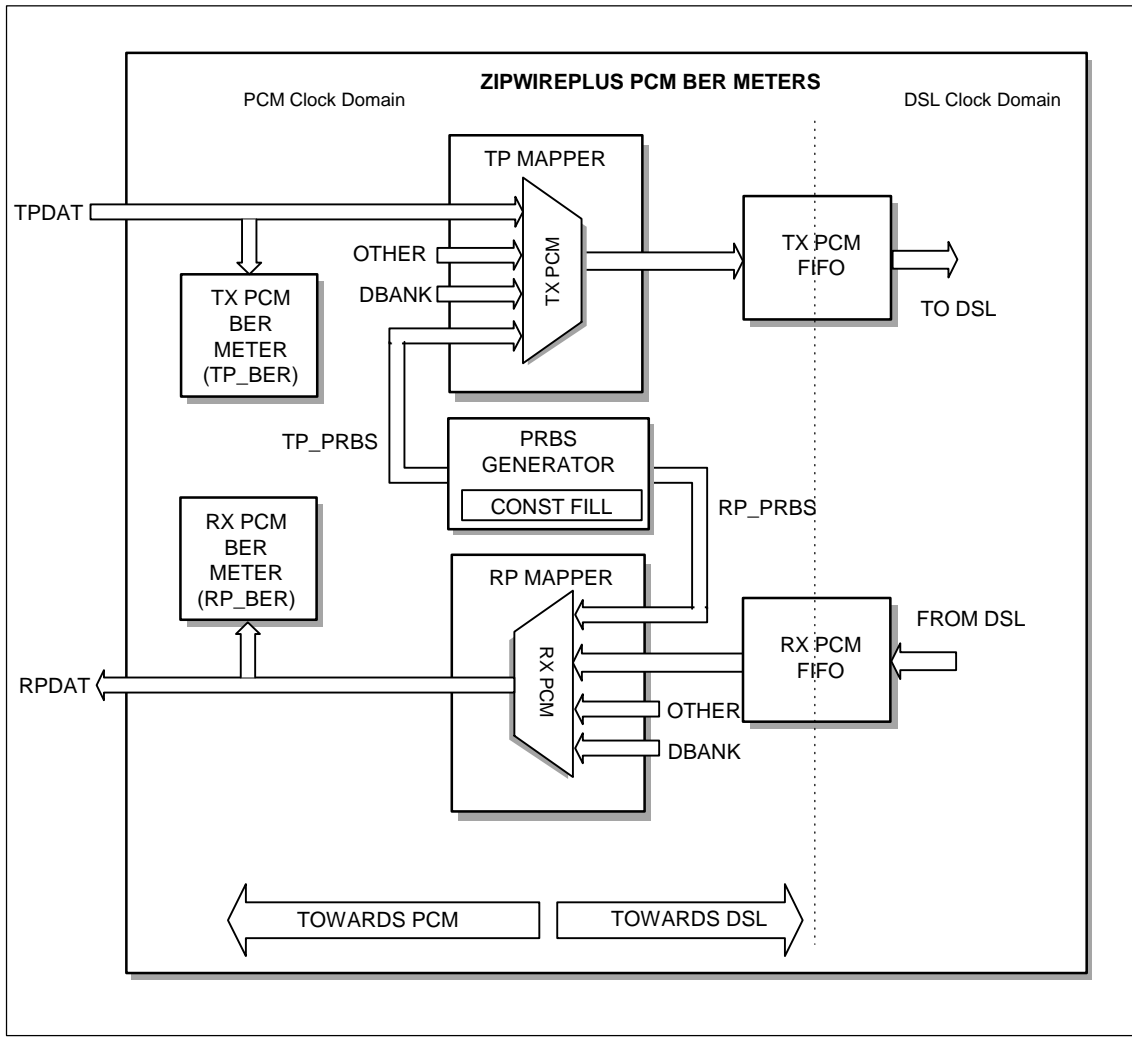 ZIPWIREPLUS PCM BER METERS
PCM Clock Domain
DSL Clock Domain
TP MAPPER
TPDAT
OTHER
DBANK
TX PCM
TX PCM
FIFO
TO DSL
TX PCM
BER
METER
(TP_BER)
TP_PRBS
PRBS
GENERATOR
CONST FILL
RP_PRBS
RX PCM
BER
METER
(RP_BER)
RP MAPPER
RX PCM
RX PCM
FIFO
FROM DSL
RPDAT
OTHER
DBANK
TOWARDS PCM
TOWARDS DSL